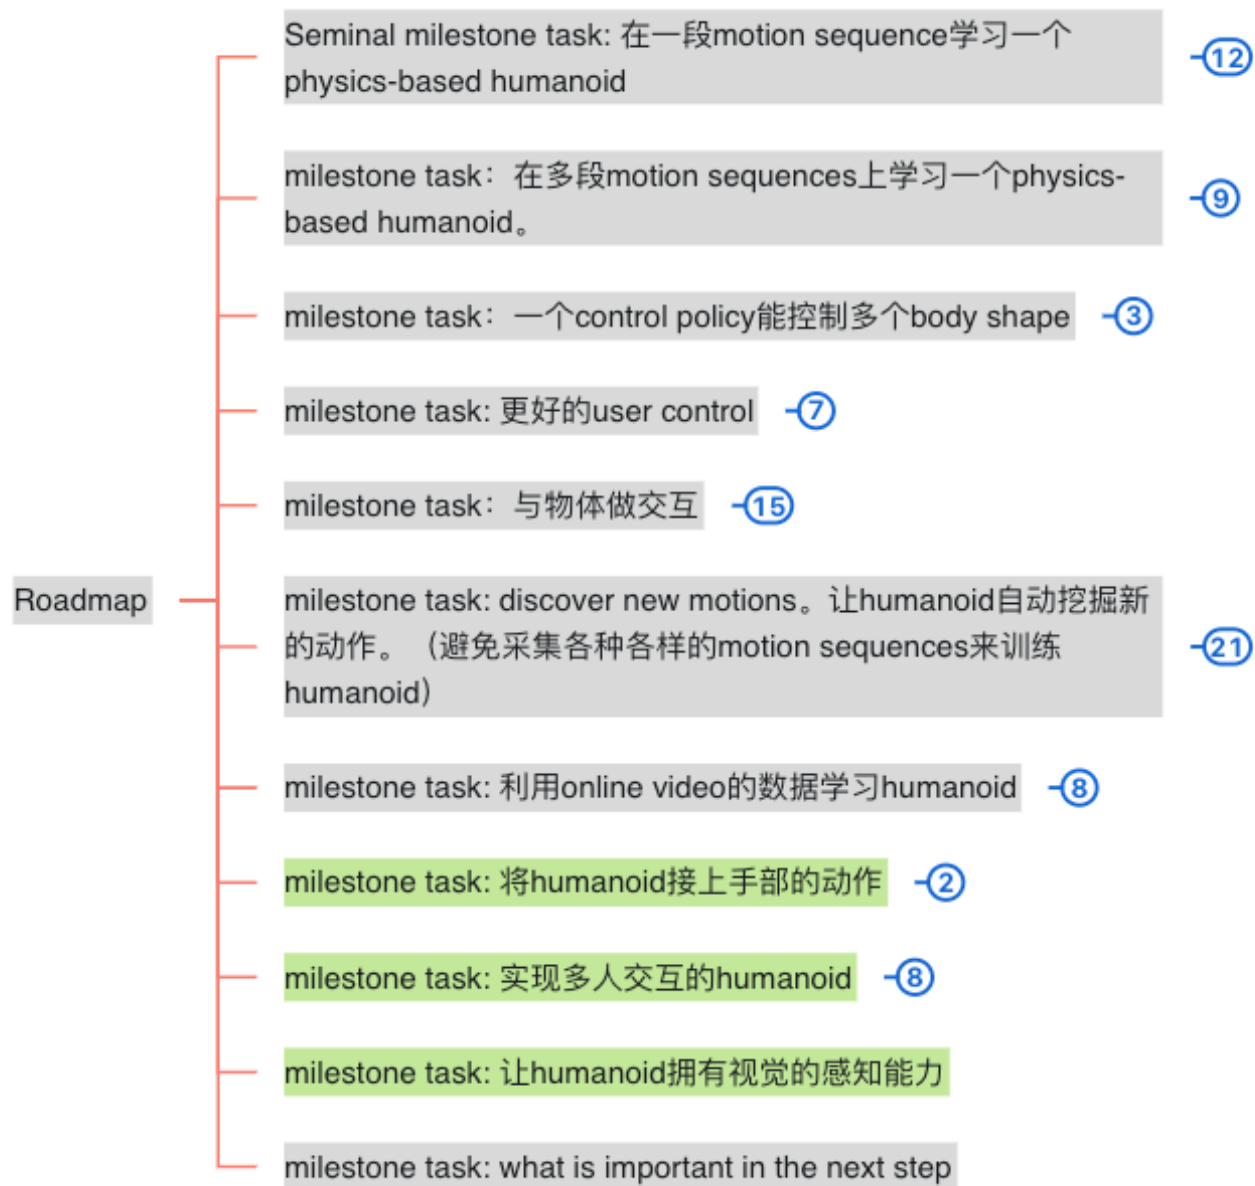 Seminal milestone task: 在一段motion sequence学习一个
physics-based humanoid
12
milestone task：在多段motion sequences上学习一个physics-
based humanoid。
9
milestone task：一个control policy能控制多个body shape
3
milestone task: 更好的user control
7
milestone task：与物体做交互
15
Roadmap
milestone task: discover new motions。让humanoid自动挖掘新
的动作。（避免采集各种各样的motion sequences来训练
humanoid）
21
milestone task: 利用online video的数据学习humanoid
8
milestone task: 将humanoid接上手部的动作
2
milestone task: 实现多人交互的humanoid
8
milestone task: 让humanoid拥有视觉的感知能力
milestone task: what is important in the next step